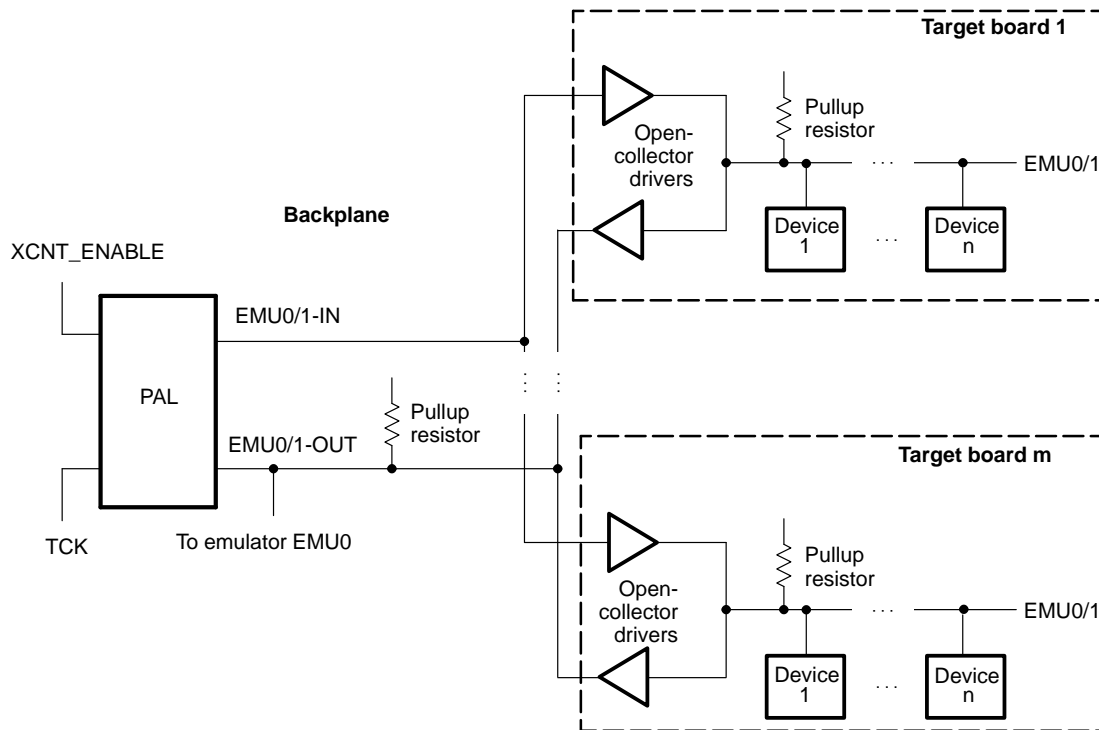 Target board 1
Pullup
resistor
Open-
collector
drivers
EMU0/1
Device
1
...
Device
n
...
Backplane
XCNT_ENABLE
EMU0/1-IN
PAL
...
...
Pullup
resistor
EMU0/1-OUT
TCK
To emulator EMU0
Target board m
Pullup
resistor
Open-
collector
drivers
...
EMU0/1
Device
1
...
Device
n